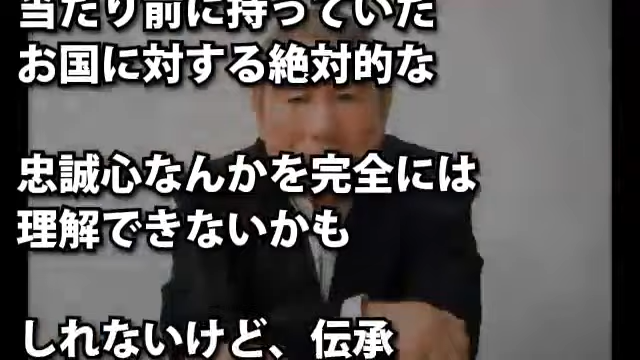 当たり前に持っていた
お国に対する絶対的な
忠誠心なんかを完全には
理解できないかも
しれないけど、伝承